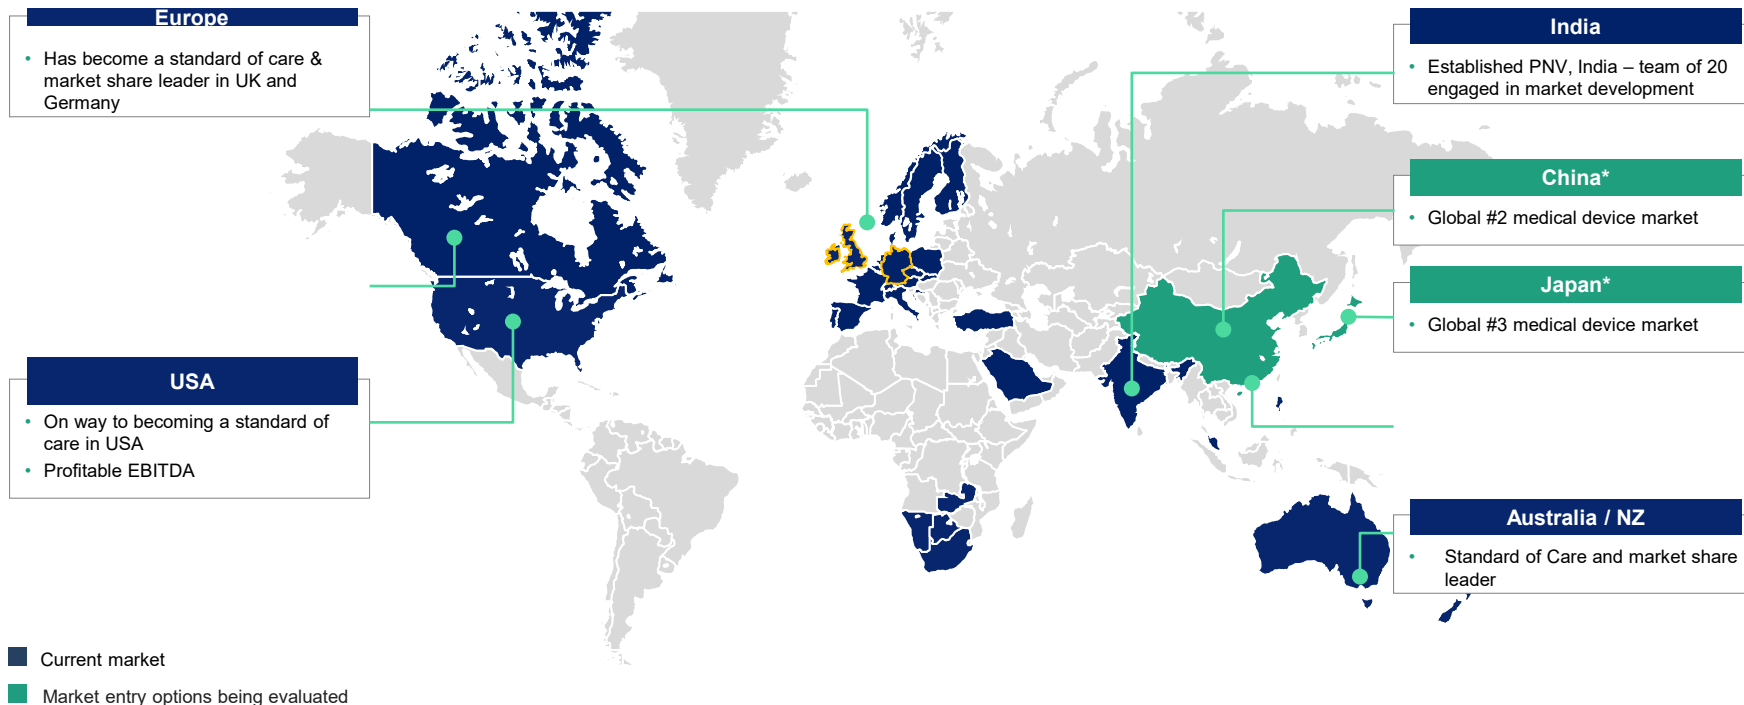 Europe
• Has become a standard of care &
market share leader in UK and
Germany
USA
• On way to becoming a standard of
care in USA
• Profitable EBITDA
India
• Established PNV, India – team of 20
engaged in market development
China*
• Global #2 medical device market
Japan*
• Global #3 medical device market
Australia / NZ
• Standard of Care and market share
leader
Current market
Market entry options being evaluated